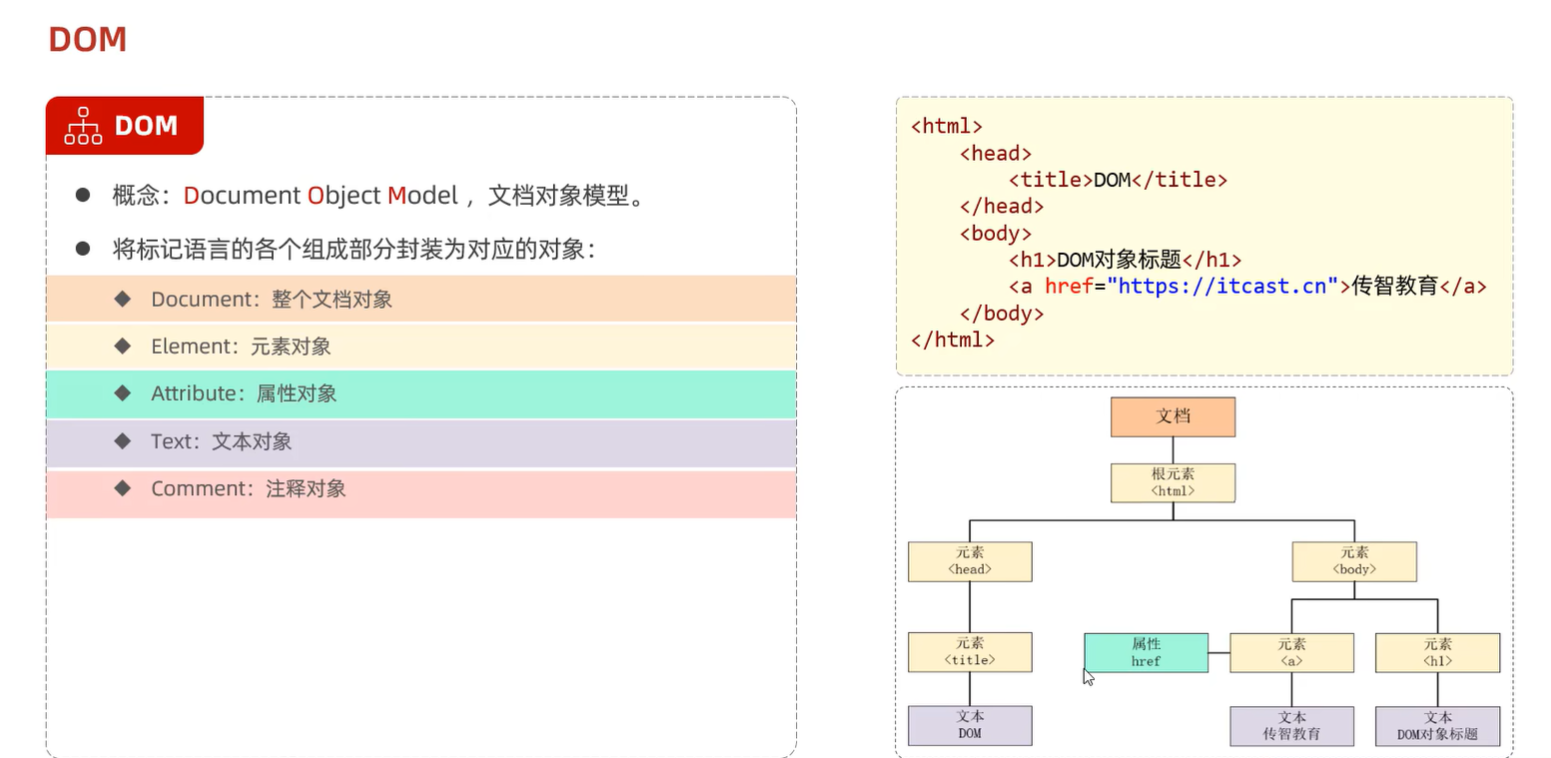 DOM
DOM
概念：Document Object Model ，文档对象模型。
将标记语言的各个组成部分封装为对应的对象：
Document：整个文档对象
Element：元素对象
Attribute：属性对象
Text：文本对象
Comment：注释对象
<html>
<head>
<title>DOM</title>
</head>
<body>
<h1>DOM对象标题</h1>
<a href="https://itcast.cn">传智教育</a>
</body>
</html>
文档
根元素
<html>
元素
<head>
元素
<body>
元素
<title>
属性
href
元素
<a>
元素
<h1>
文本
DOM
文本
传智教育
文本
DOM对象标题